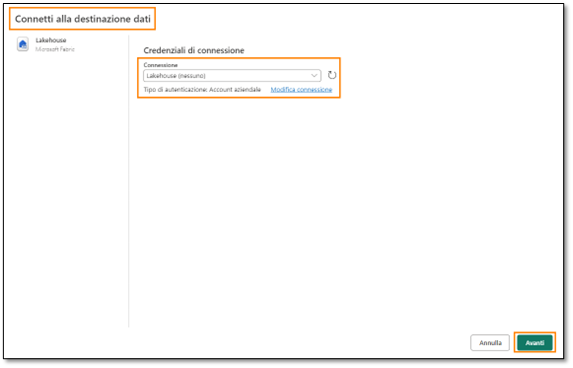 Connetti alla destinazione dati
Lakehouse
Microsoft Fabric
Credenziali di connessione
Connessione
Lakehouse (nessuno)
Tipo di autenticazione: Account aziendale Modifica connessione
Annulla Avanti